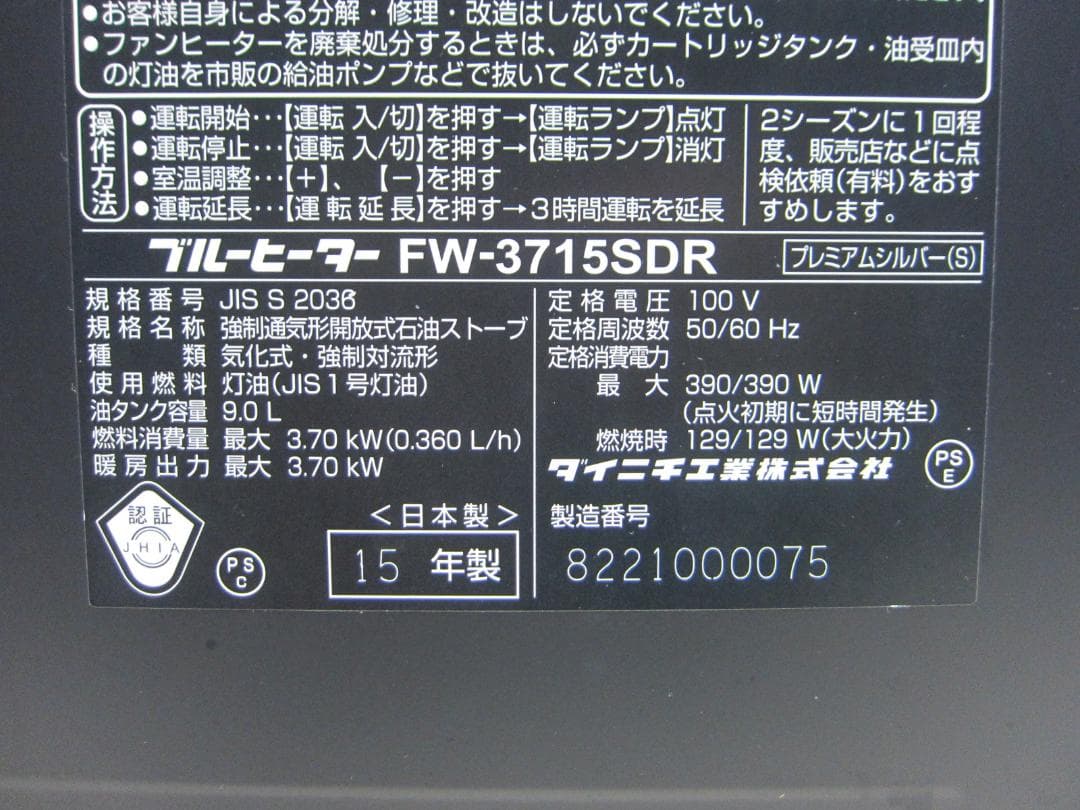 ●お客様自身による分解・修理・改造はしないでください。
●ファンヒーターを廃棄処分するときは、必ずカートリッジタンク・油受皿内
の灯油を市販の給油ポンプなどで抜いてください。
操作方法
●運転開始･･･【運転 入/切】を押す→【運転ランプ】点灯
●運転停止･･･【運転 入/切】を押す→【運転ランプ】消灯
●室温調整･･･【+】、【-】を押す
●運転延長･･･【運転延長】を押す→3時間運転を延長
2シーズンに1回程
度、販売店などに点
検依頼(有料)をおす
すめします。
ブルーヒーター FW-3715SDR
プレミアムシルバー(S)
規格番号 JIS S 2036
規格名称 強制通気形開放式石油ストーブ
種類 気化式・強制対流形
使用燃料 灯油(JIS1号灯油)
油タンク容量 9.0 L
燃料消費量 最大 3.70 kW(0.360 L/h)
暖房出力 最大 3.70 kW
認証
JHIA
PS
C
<日本製>
15 年製
定格電圧 100 V
定格周波数 50/60 Hz
定格消費電力
最大 390/390 W
(点火初期に短時間発生)
燃焼時 129/129 W(大火力)
ダイニチ工業株式会社
PS
E
製造番号
8221000075